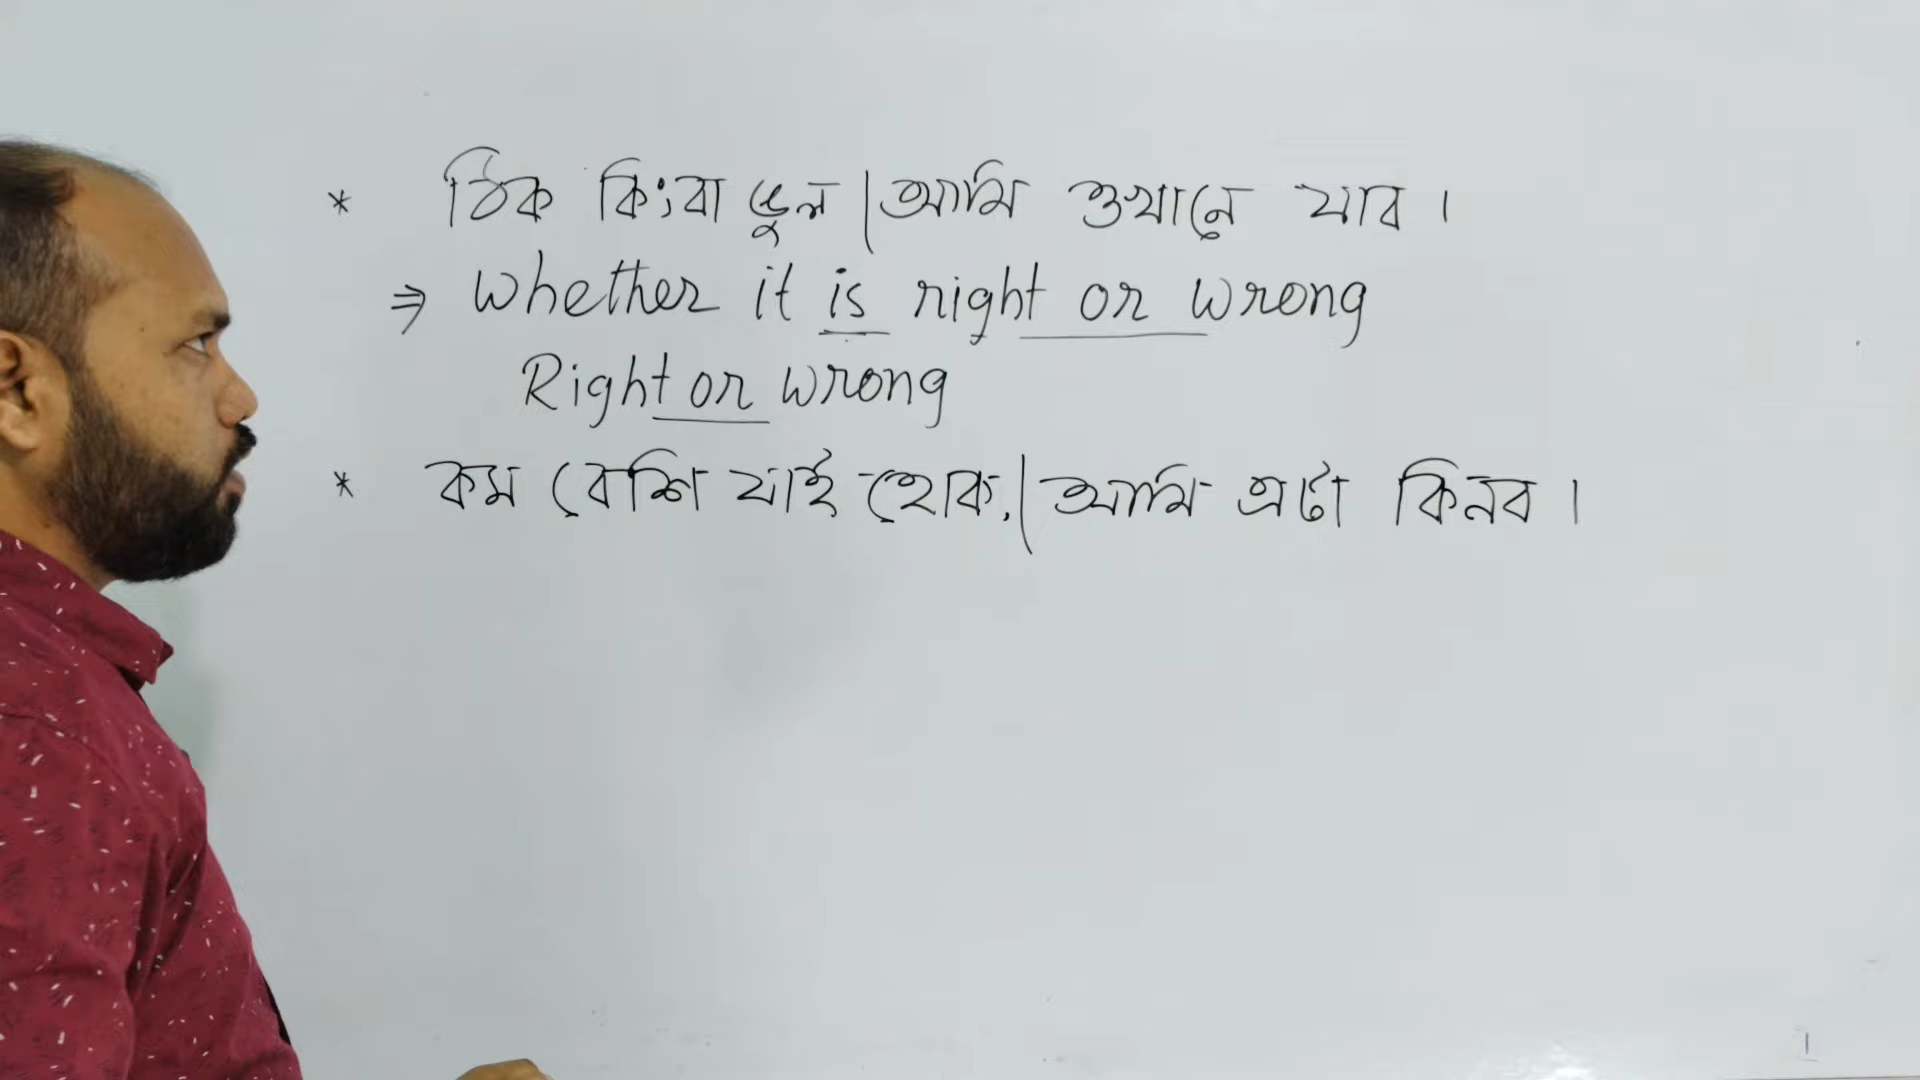 * ঠিক কিংবা ভুল | আমি ওখানে যাব ।
⇒ Whether it is right or wrong
Right or wrong
* কম বেশি যাই হোক, | আমি এটা কিনব ।